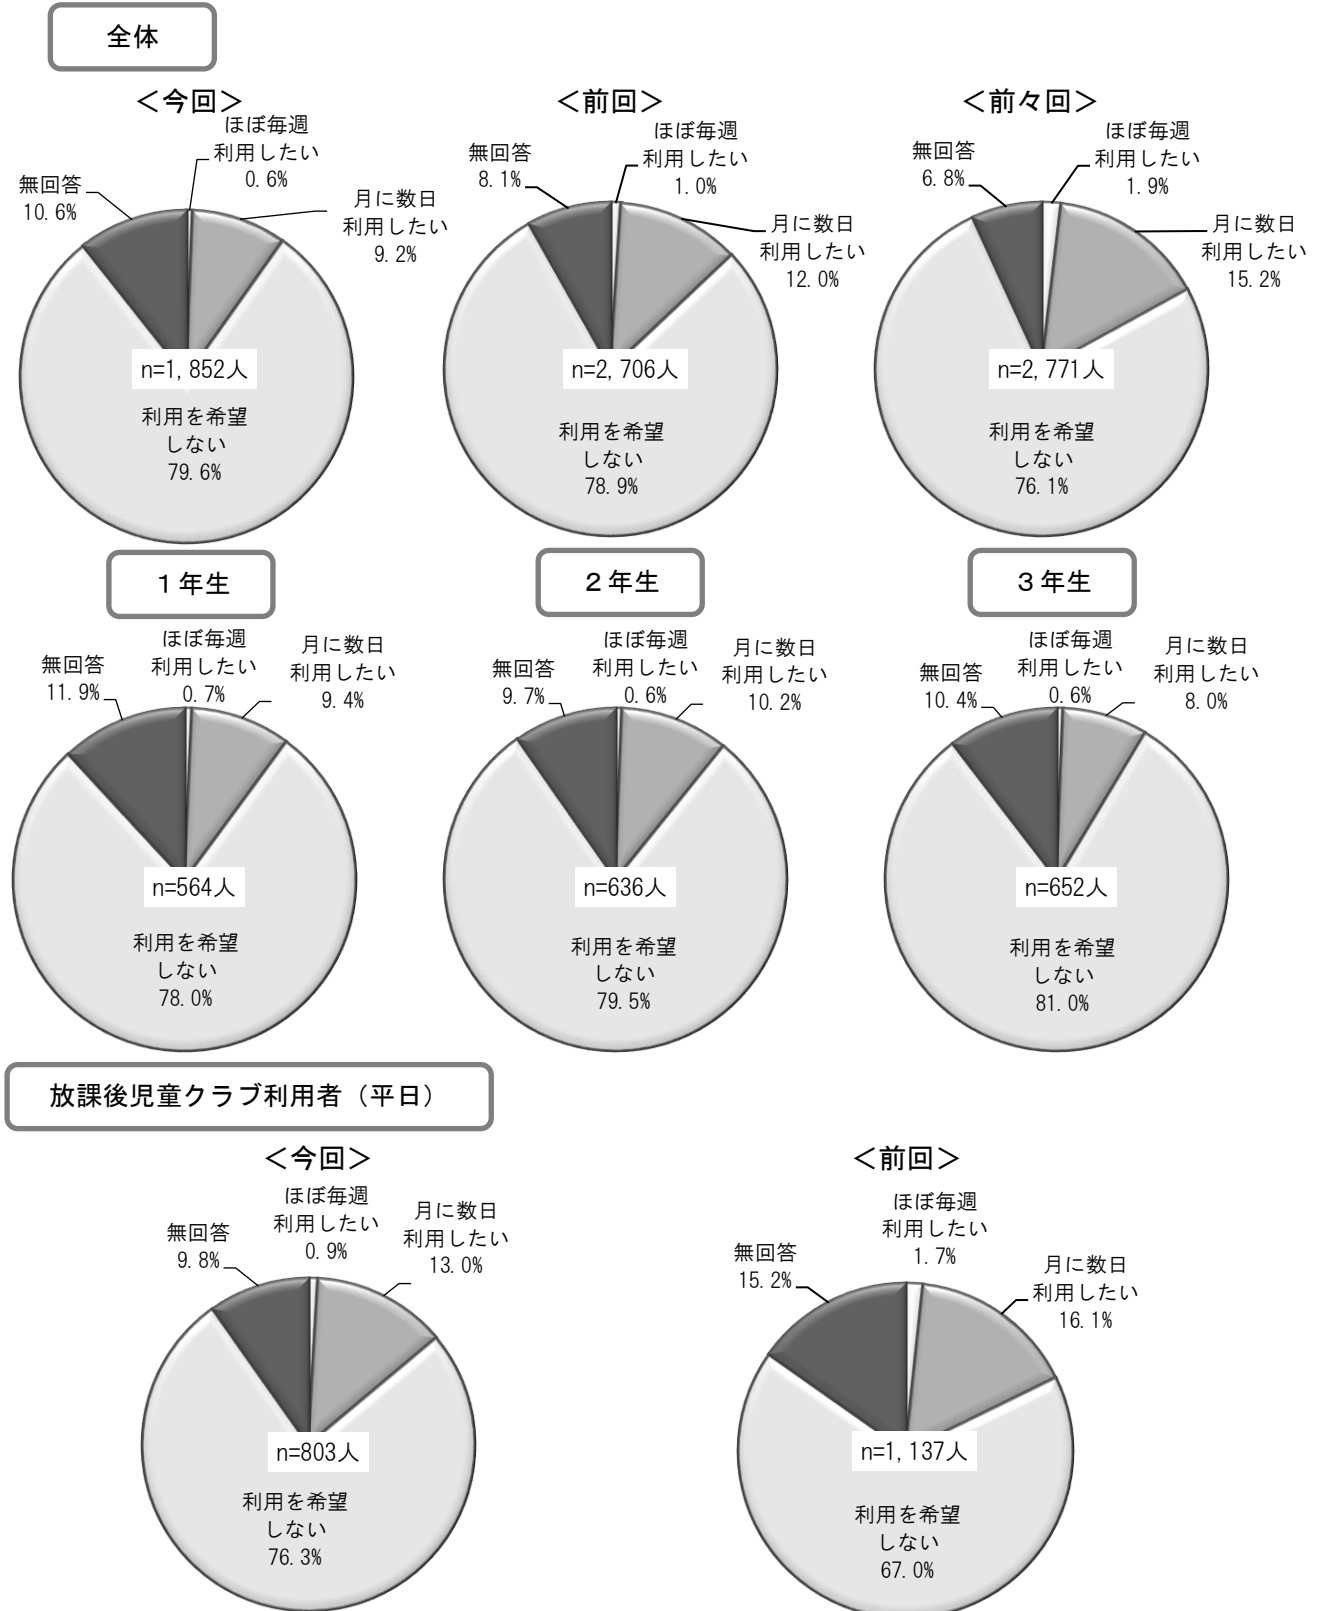 全体
＜今回＞
ほぼ毎週
利用したい
0.6%
無回答
10.6%
月に数日
利用したい
9.2%
n=1,852人
利用を希望
しない
79.6%
＜前回＞
ほぼ毎週
利用したい
1.0%
無回答
8.1%
月に数日
利用したい
12.0%
n=2,706人
利用を希望
しない
78.9%
＜前々回＞
ほぼ毎週
利用したい
1.9%
無回答
6.8%
月に数日
利用したい
15.2%
n=2,771人
利用を希望
しない
76.1%
１年生
ほぼ毎週
利用したい
0.7%
無回答
11.9%
月に数日
利用したい
9.4%
n=564人
利用を希望
しない
78.0%
２年生
ほぼ毎週
利用したい
0.6%
無回答
9.7%
月に数日
利用したい
10.2%
n=636人
利用を希望
しない
79.5%
３年生
ほぼ毎週
利用したい
0.6%
無回答
10.4%
月に数日
利用したい
8.0%
n=652人
利用を希望
しない
81.0%
放課後児童クラブ利用者（平日）
＜今回＞
ほぼ毎週
利用したい
0.9%
無回答
9.8%
月に数日
利用したい
13.0%
n=803人
利用を希望
しない
76.3%
＜前回＞
ほぼ毎週
利用したい
1.7%
無回答
15.2%
月に数日
利用したい
16.1%
n=1,137人
利用を希望
しない
67.0%